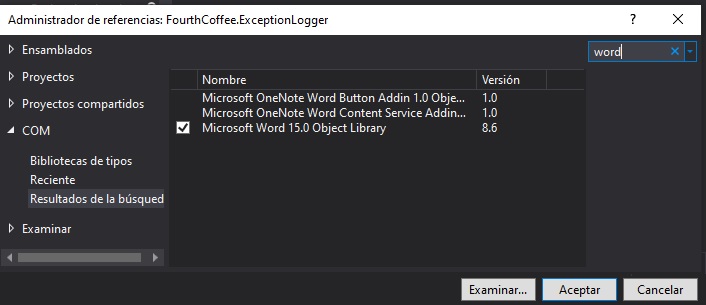 Administrador de referencias: FourthCoffee.ExceptionLogger
? ×
Ensamblados
Proyectos
Proyectos compartidos
COM
Bibliotecas de tipos
Reciente
Resultados de la búsqued
Examinar
Nombre Versión
Microsoft OneNote Word Button Addin 1.0 Obje... 1.0
Microsoft OneNote Word Content Service Addin... 1.0
Microsoft Word 15.0 Object Library 8.6
word
Examinar... Aceptar Cancelar